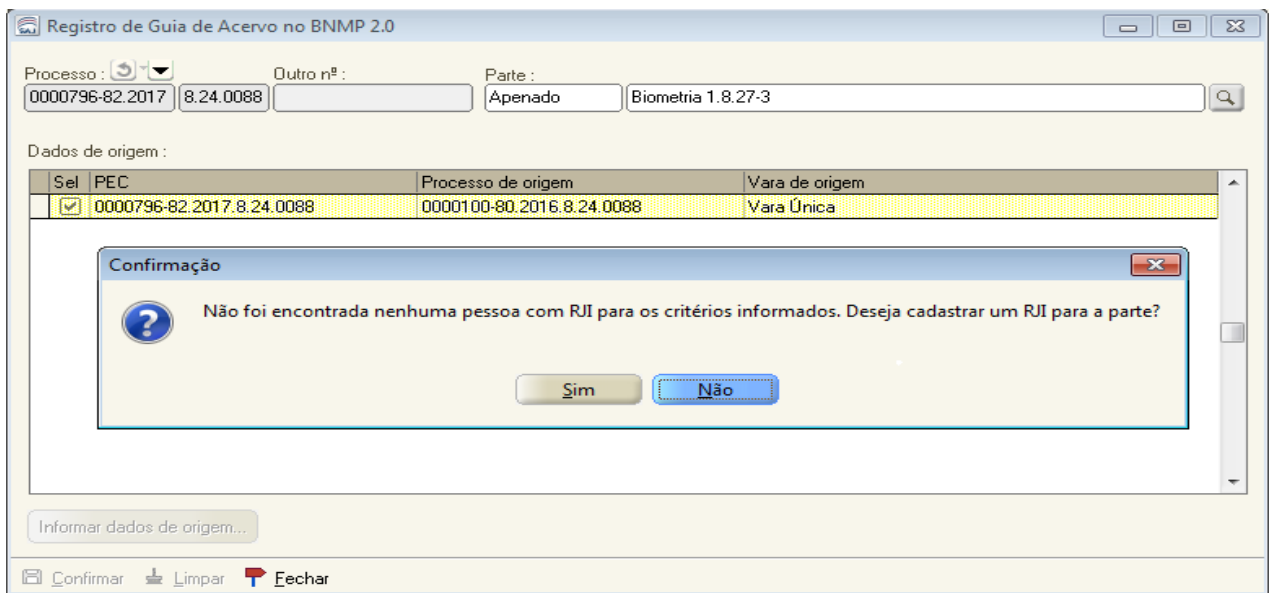 Registro de Guia de Acervo no BNMP 2.0
Processo : Outro nº : Parte :
0000796-82.2017 8.24.0088 Apenado Biometria 1.8.27-3
Dados de origem :
Sel PEC Processo de origem Vara de origem
0000796-82.2017.8.24.0088 0000100-80.2016.8.24.0088 Vara Única
Confirmação
Não foi encontrada nenhuma pessoa com RJI para os critérios informados. Deseja cadastrar um RJI para a parte?
Sim Não
Informar dados de origem...
Confirmar Limpar Fechar